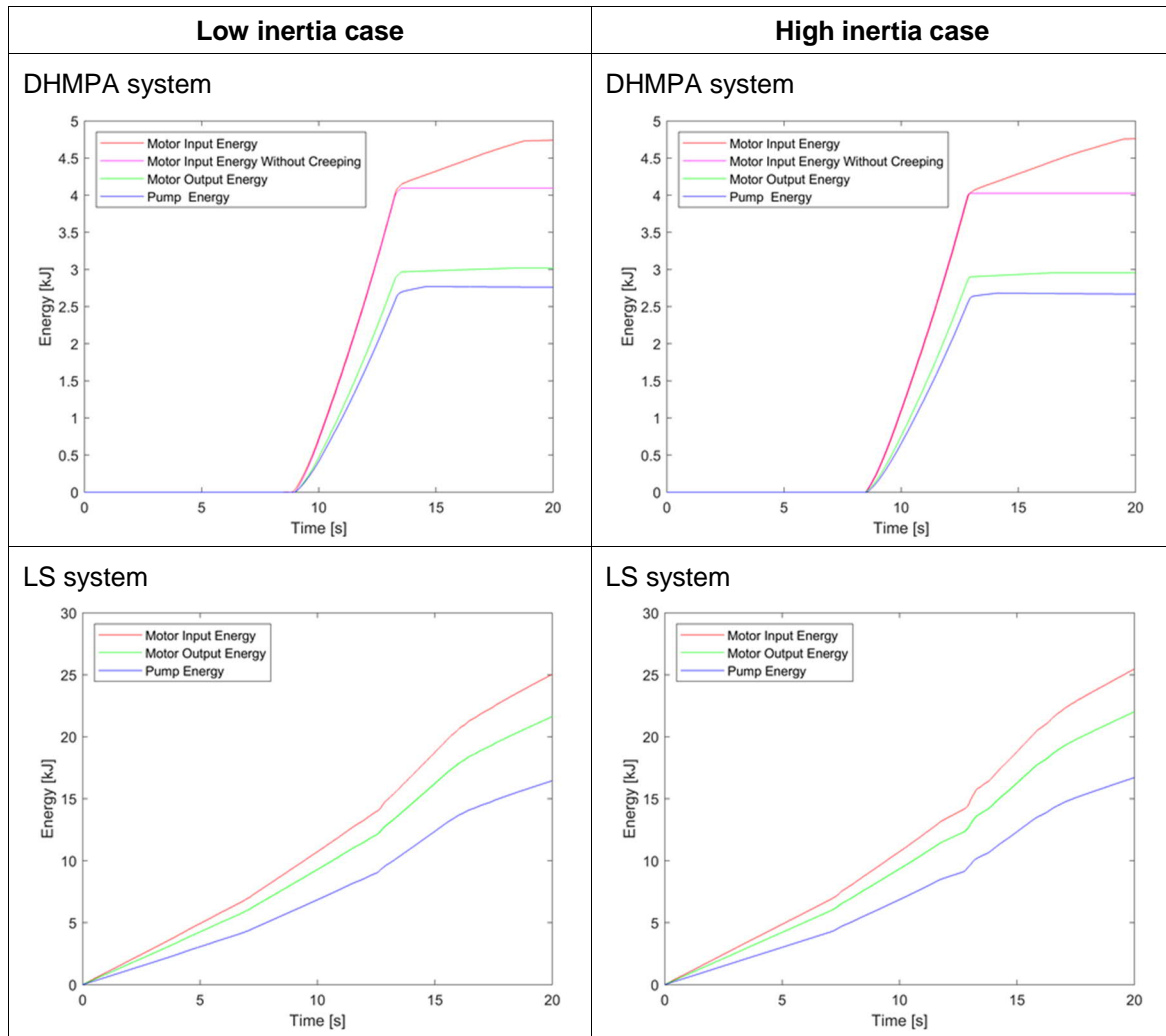 Low inertia case
High inertia case
DHMPA system
5
4.5
4
3.5
3
2.5
2
1.5
1
0.5
0
Energy [kJ]
Motor Input Energy
Motor Input Energy Without Creeping
Motor Output Energy
Pump Energy
0 5 10 15 20
Time [s]
DHMPA system
5
4.5
4
3.5
3
2.5
2
1.5
1
0.5
0
Energy [kJ]
Motor Input Energy
Motor Input Energy Without Creeping
Motor Output Energy
Pump Energy
0 5 10 15 20
Time [s]
LS system
30
25
20
15
10
5
0
Energy [kJ]
Motor Input Energy
Motor Output Energy
Pump Energy
0 5 10 15 20
Time [s]
LS system
30
25
20
15
10
5
0
Energy [kJ]
Motor Input Energy
Motor Output Energy
Pump Energy
0 5 10 15 20
Time [s]